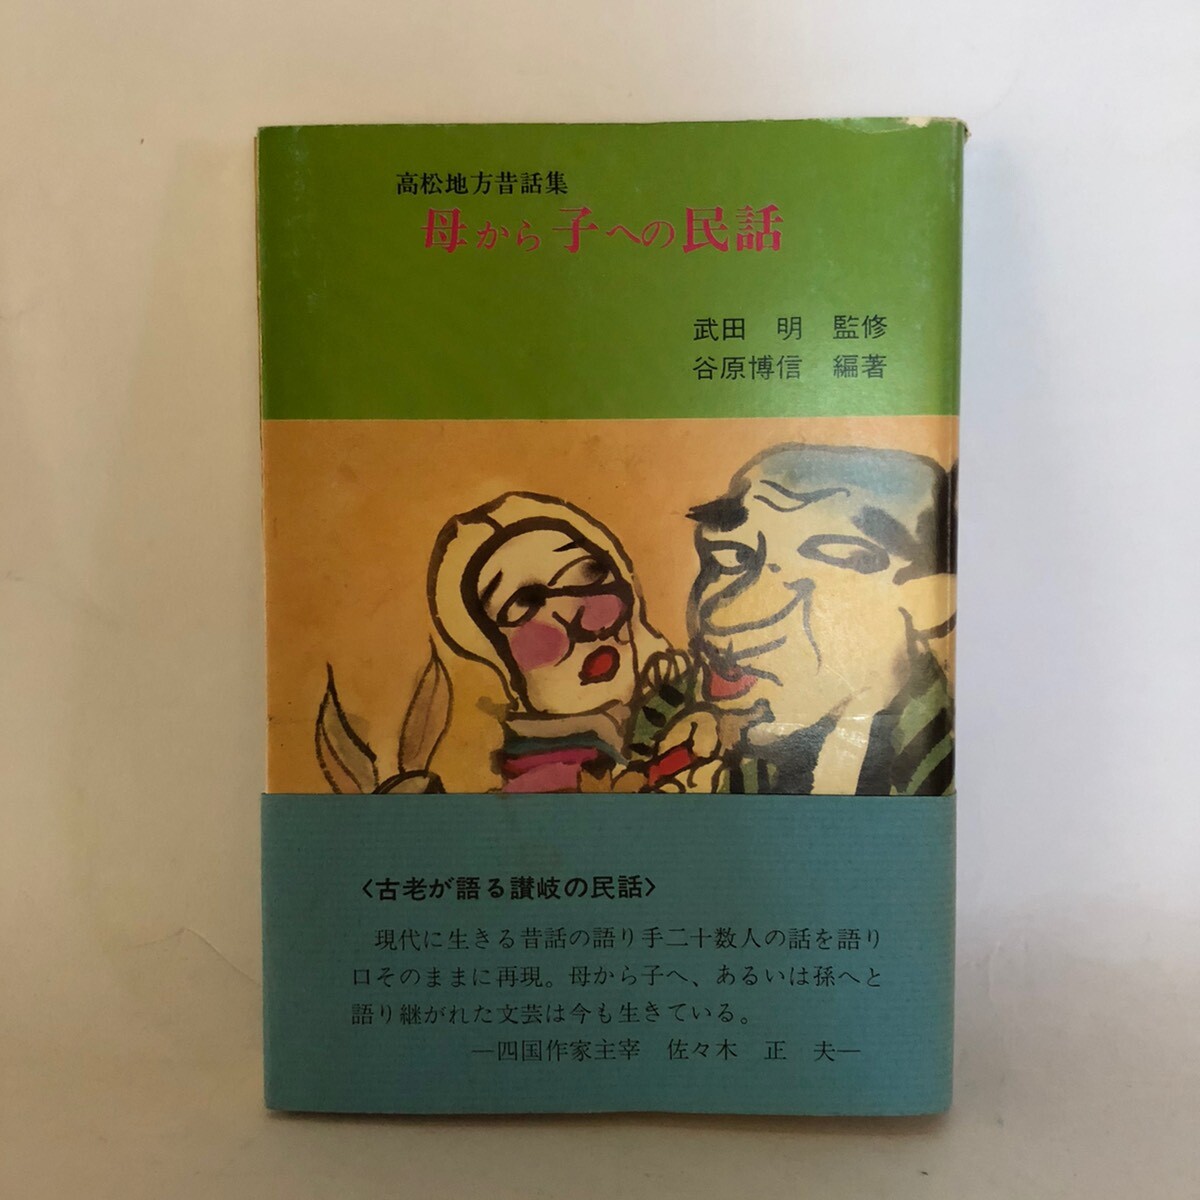 高松地方昔話集
母から子への民話
武田　明　監修
谷原博信　編著
〈古老が語る讃岐の民話〉
現代に生きる昔話の語り手二十数人の話を語り
口そのままに再現。母から子へ、あるいは孫へと
語り継がれた文芸は今も生きている。
―四国作家主宰　佐々木　正　夫―